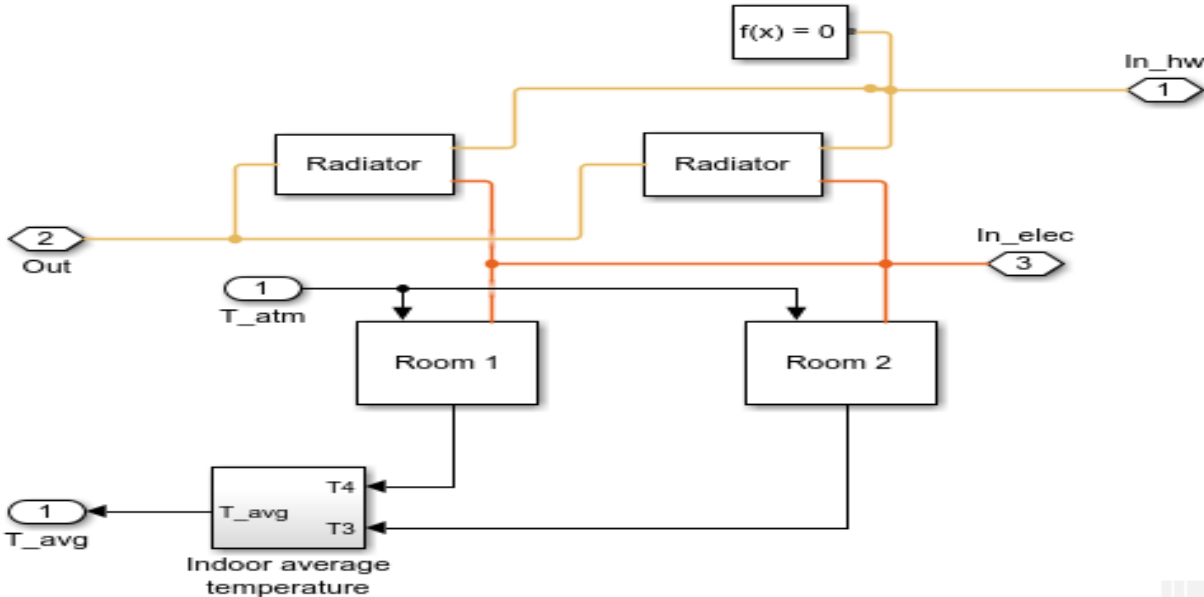 f(x) = 0
In_hw
1
Radiator
Radiator
2
Out
In_elec
3
1
T_atm
Room 1
Room 2
T4
T_avg
T3
1
T_avg
Indoor average
temperature